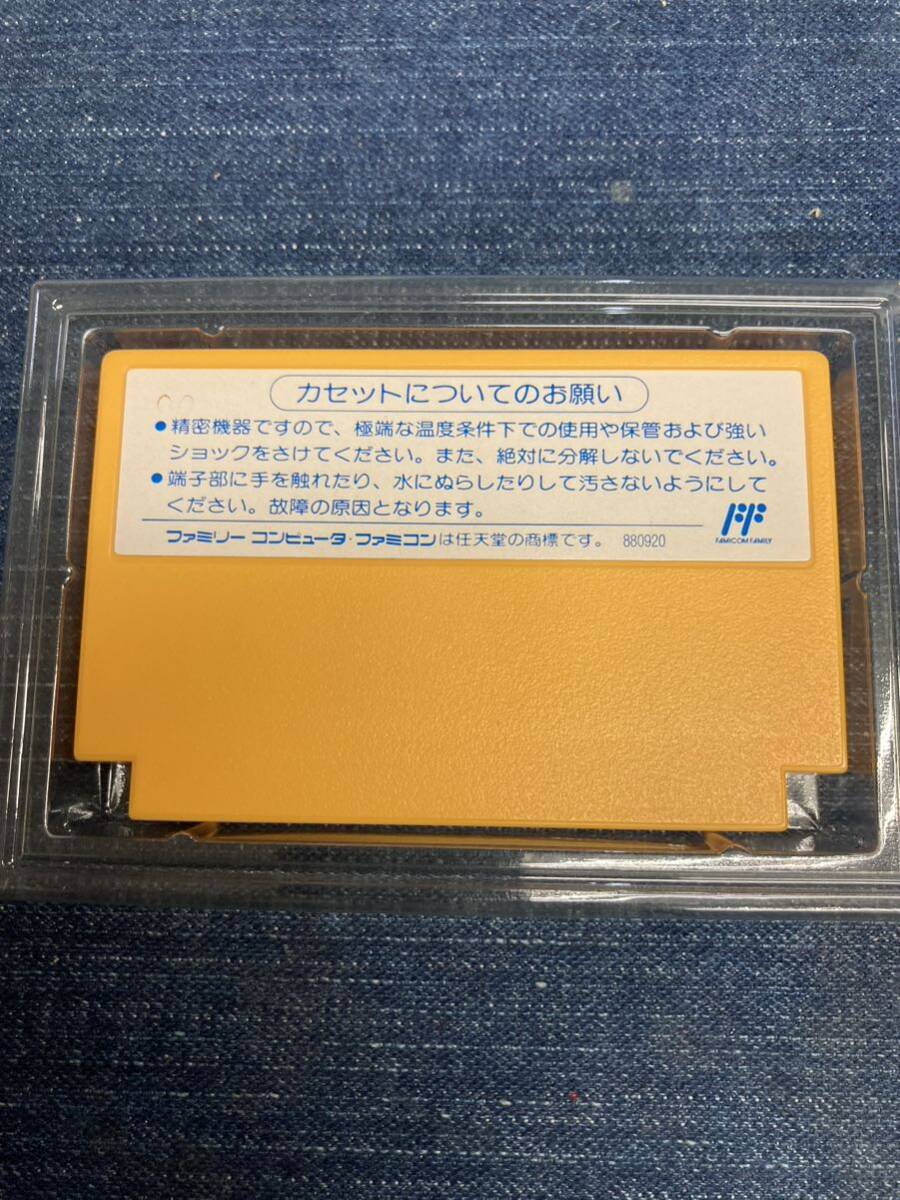 カセットについてのお願い
●精密機器ですので、極端な温度条件下での使用や保管および強い
ショックをさけてください。また、絶対に分解しないでください。
●端子部に手を触れたり、水にぬらしたりして汚さないようにして
ください。故障の原因となります。
ファミリー コンピュータ・ファミコンは任天堂の商標です。 880920
FAMICOM FAMILY